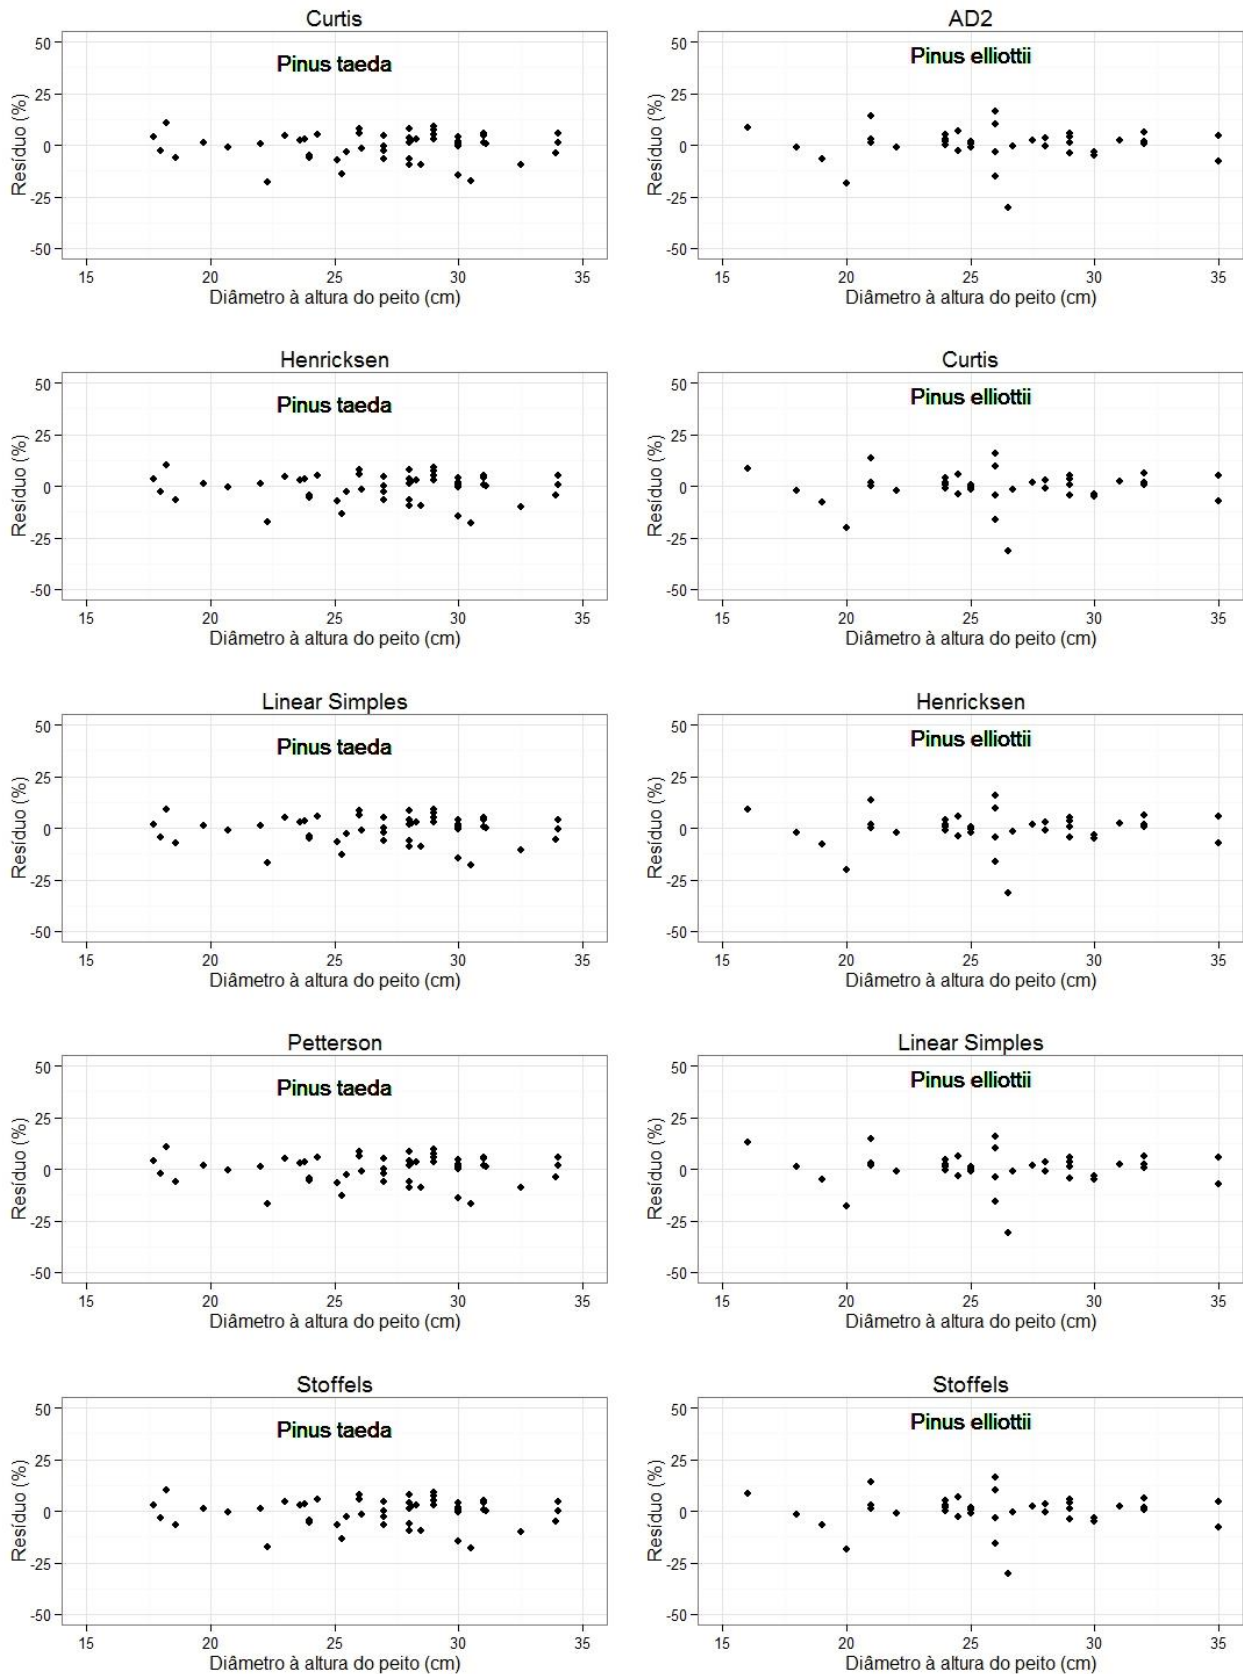 Curtis
Pinus taeda
Resíduo (%)
50
25
0
-25
-50
15 20 25 30 35
Diâmetro à altura do peito (cm)
AD2
Pinus elliottii
Resíduo (%)
50
25
0
-25
-50
15 20 25 30 35
Diâmetro à altura do peito (cm)
Henricksen
Pinus taeda
Resíduo (%)
50
25
0
-25
-50
15 20 25 30 35
Diâmetro à altura do peito (cm)
Curtis
Pinus elliottii
Resíduo (%)
50
25
0
-25
-50
15 20 25 30 35
Diâmetro à altura do peito (cm)
Linear Simples
Pinus taeda
Resíduo (%)
50
25
0
-25
-50
15 20 25 30 35
Diâmetro à altura do peito (cm)
Henricksen
Pinus elliottii
Resíduo (%)
50
25
0
-25
-50
15 20 25 30 35
Diâmetro à altura do peito (cm)
Petterson
Pinus taeda
Resíduo (%)
50
25
0
-25
-50
15 20 25 30 35
Diâmetro à altura do peito (cm)
Linear Simples
Pinus elliottii
Resíduo (%)
50
25
0
-25
-50
15 20 25 30 35
Diâmetro à altura do peito (cm)
Stoffels
Pinus taeda
Resíduo (%)
50
25
0
-25
-50
15 20 25 30 35
Diâmetro à altura do peito (cm)
Stoffels
Pinus elliottii
Resíduo (%)
50
25
0
-25
-50
15 20 25 30 35
Diâmetro à altura do peito (cm)